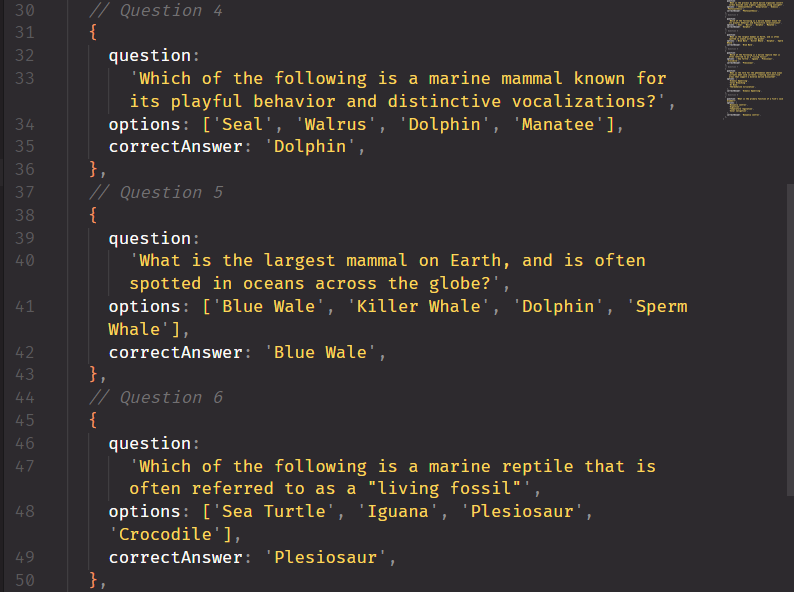 30 // Question 4
31 {
32 question:
33 'Which of the following is a marine mammal known for
its playful behavior and distinctive vocalizations?',
34 options: ['Seal', 'Walrus', 'Dolphin', 'Manatee'],
35 correctAnswer: 'Dolphin',
36 },
37 // Question 5
38 {
39 question:
40 'What is the largest mammal on Earth, and is often
spotted in oceans across the globe?',
41 options: ['Blue Wale', 'Killer Whale', 'Dolphin', 'Sperm
Whale'],
42 correctAnswer: 'Blue Wale',
43 },
44 // Question 6
45 {
46 question:
47 'Which of the following is a marine reptile that is
often referred to as a "living fossil"',
48 options: ['Sea Turtle', 'Iguana', 'Plesiosaur',
'Crocodile'],
49 correctAnswer: 'Plesiosaur',
50 },